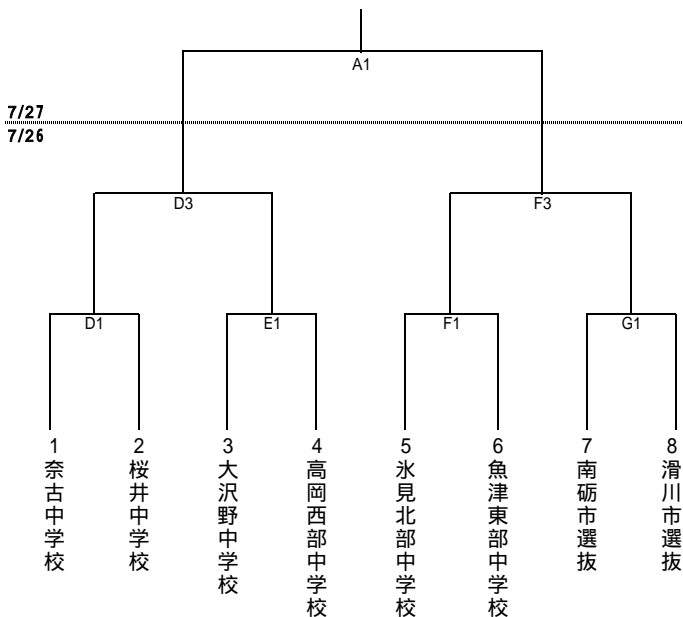 A1
7/27
7/26
D3
F3
D1
E1
F1
G1
1
奈古中学校
2
桜井中学校
3
大沢野中学校
4
高岡西部中学校
5
氷見北部中学校
6
魚津東部中学校
7
南砺市選抜
8
滑川市選抜